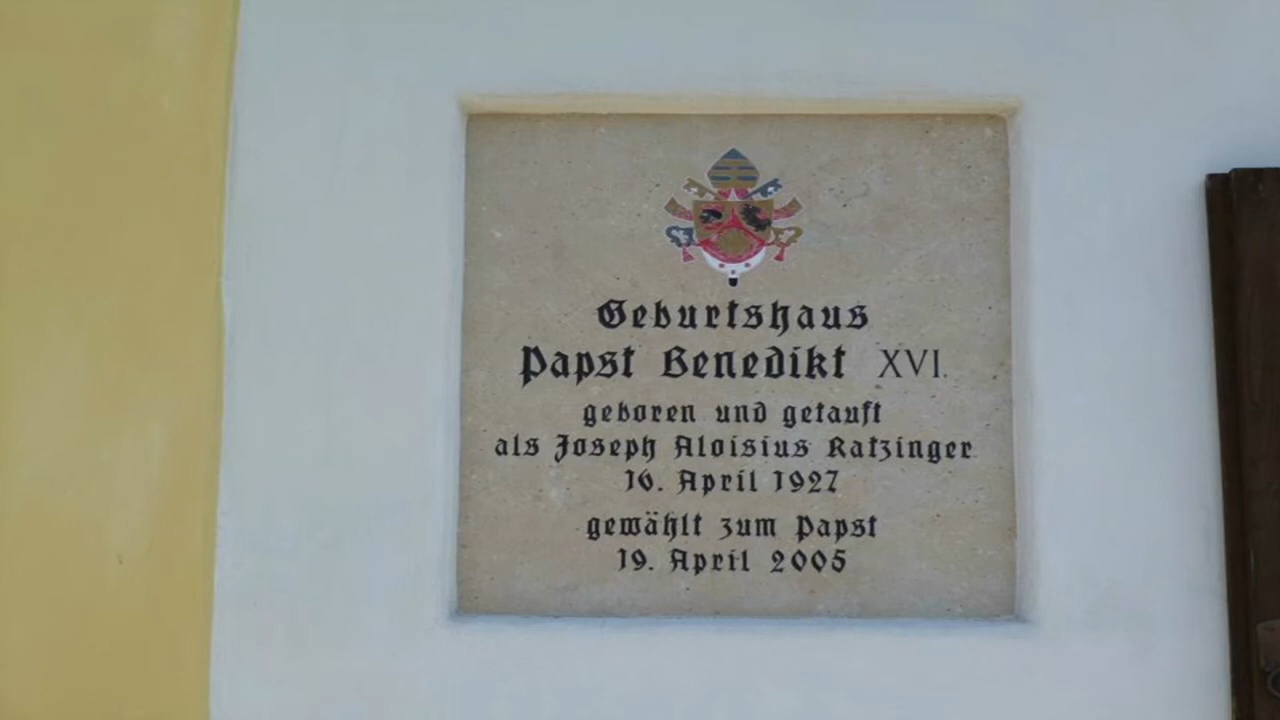 Geburtshaus
Papst Benedikt XVI.
geboren und getauft
als Joseph Aloisius Ratzinger
16. April 1927
gewählt zum Papst
19. April 2005